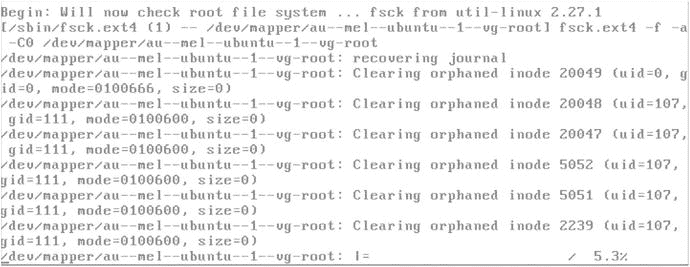 Begin: Will now check root file system ... fsck from util-linux 2.27.1
[/sbin/fsck.ext4 (1) -- /dev/mapper/au--mel--ubuntu--1--vg-root] fsck.ext4 -f -a
-C0 /dev/mapper/au--mel--ubuntu--1--vg-root
/dev/mapper/au--mel--ubuntu--1--vg-root: recovering journal
/dev/mapper/au--mel--ubuntu--1--vg-root: Clearing orphaned inode 20049 (uid=0, g
id=0, mode=0100666, size=0)
/dev/mapper/au--mel--ubuntu--1--vg-root: Clearing orphaned inode 20048 (uid=107,
gid=111, mode=0100600, size=0)
/dev/mapper/au--mel--ubuntu--1--vg-root: Clearing orphaned inode 20047 (uid=107,
gid=111, mode=0100600, size=0)
/dev/mapper/au--mel--ubuntu--1--vg-root: Clearing orphaned inode 5052 (uid=107,
gid=111, mode=0100600, size=0)
/dev/mapper/au--mel--ubuntu--1--vg-root: Clearing orphaned inode 5051 (uid=107,
gid=111, mode=0100600, size=0)
/dev/mapper/au--mel--ubuntu--1--vg-root: Clearing orphaned inode 2239 (uid=107,
gid=111, mode=0100600, size=0)
/dev/mapper/au--mel--ubuntu--1--vg-root: |= / 5.3%